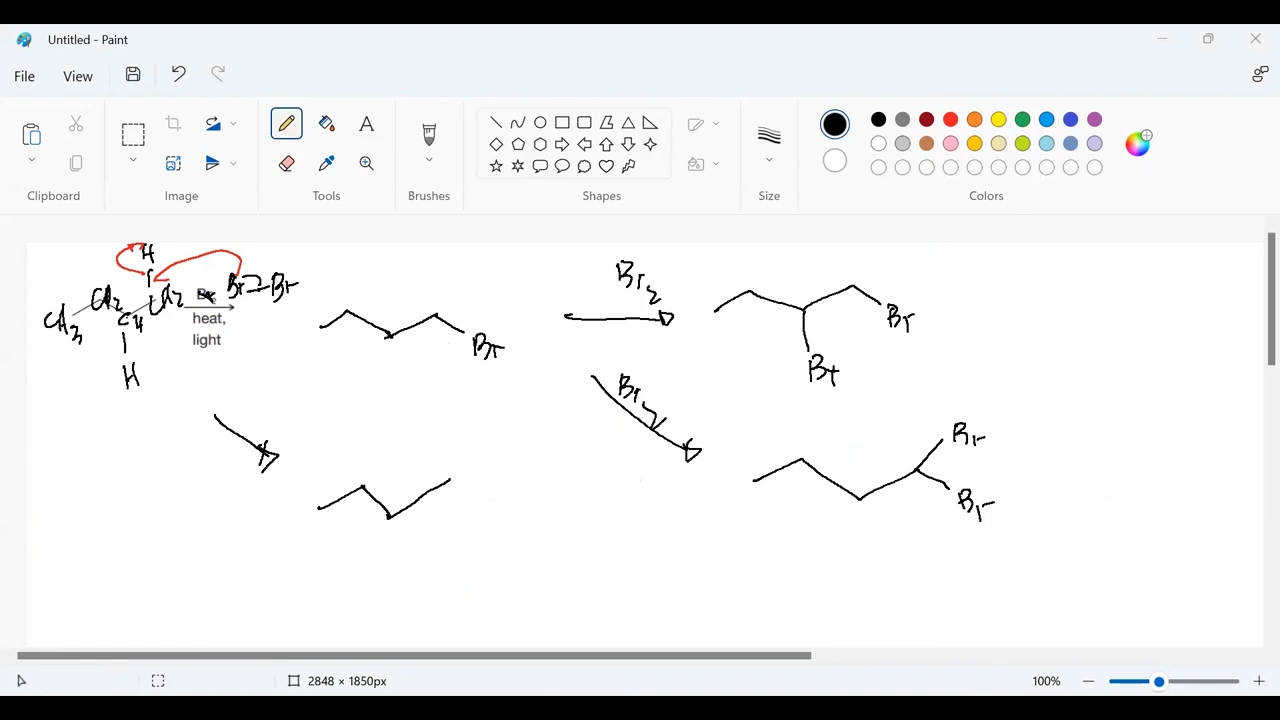 Untitled - Paint
File
View
Clipboard
Image
Tools
Brushes
Shapes
Size
Colors
H
CH3 CH2 CH CH2 Br Br
heat,
light
H
Br
Br2
Br
Br
Br2
Br
Br
2848 × 1850px
100%